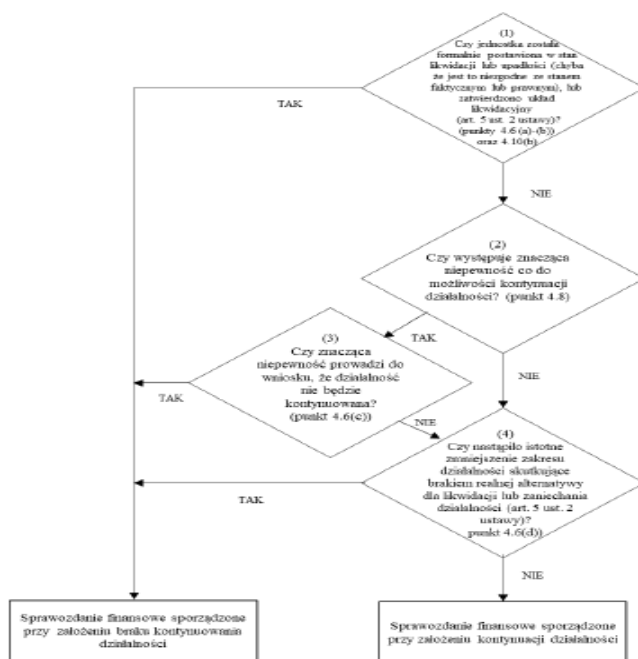 (1)
Czy jednostka została
formalnie postawiona w stan
likwidacji lub upadłości (chyba
że jest to niezgodne ze stanem
faktycznym lub prawnym), lub
zatwierdzono układ
likwidacyjny
(art. 5 ust. 2 ustawy)?
(punkty 4.6 (a)-(b))
oraz 4.10(b)
TAK
NIE
(2)
Czy występuje znacząca
niepewność co do
możliwości kontynuacji
działalności? (punkt 4.8)
TAK
NIE
(3)
Czy znacząca
niepewność prowadzi do
wniosku, że działalność
nie będzie
kontynuowana?
(punkt 4.6(c))
TAK
NIE
(4)
Czy nastąpiło istotne
zmniejszenie zakresu
działalności skutkujące
brakiem realnej alternatywy
dla likwidacji lub zaniechania
działalności (art. 5 ust. 2
ustawy)?
punkt 4.6(d))
TAK
NIE
Sprawozdanie finansowe sporządzone
przy założeniu braku kontynuowania
działalności
Sprawozdanie finansowe sporządzone
przy założeniu kontynuacji działalności